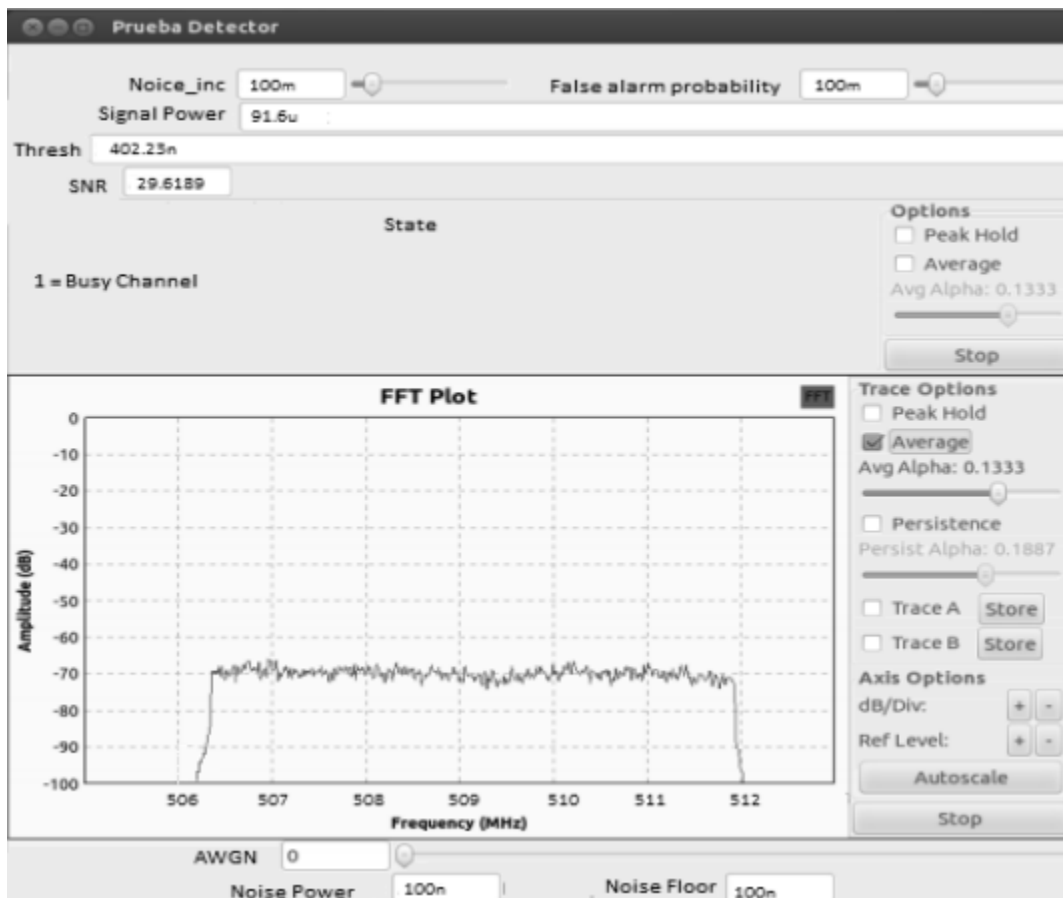 Prueba Detector
Noice_inc 100m False alarm probability 100m
Signal Power 91.6u
Thresh 402.23n
SNR 29.6189
State
1 = Busy Channel
Options
Peak Hold
Average
Avg Alpha: 0.1333
Stop
FFT Plot
FFT
0
-10
-20
-30
-40
-50
-60
-70
-80
-90
-100
Amplitude (dB)
506 507 508 509 510 511 512
Frequency (MHz)
Trace Options
Peak Hold
Average
Avg Alpha: 0.1333
Persistence
Persist Alpha: 0.1887
Trace A Store
Trace B Store
Axis Options
dB/Div: + -
Ref Level: + -
Autoscale
Stop
AWGN 0
Noise Power 100n Noise Floor 100n